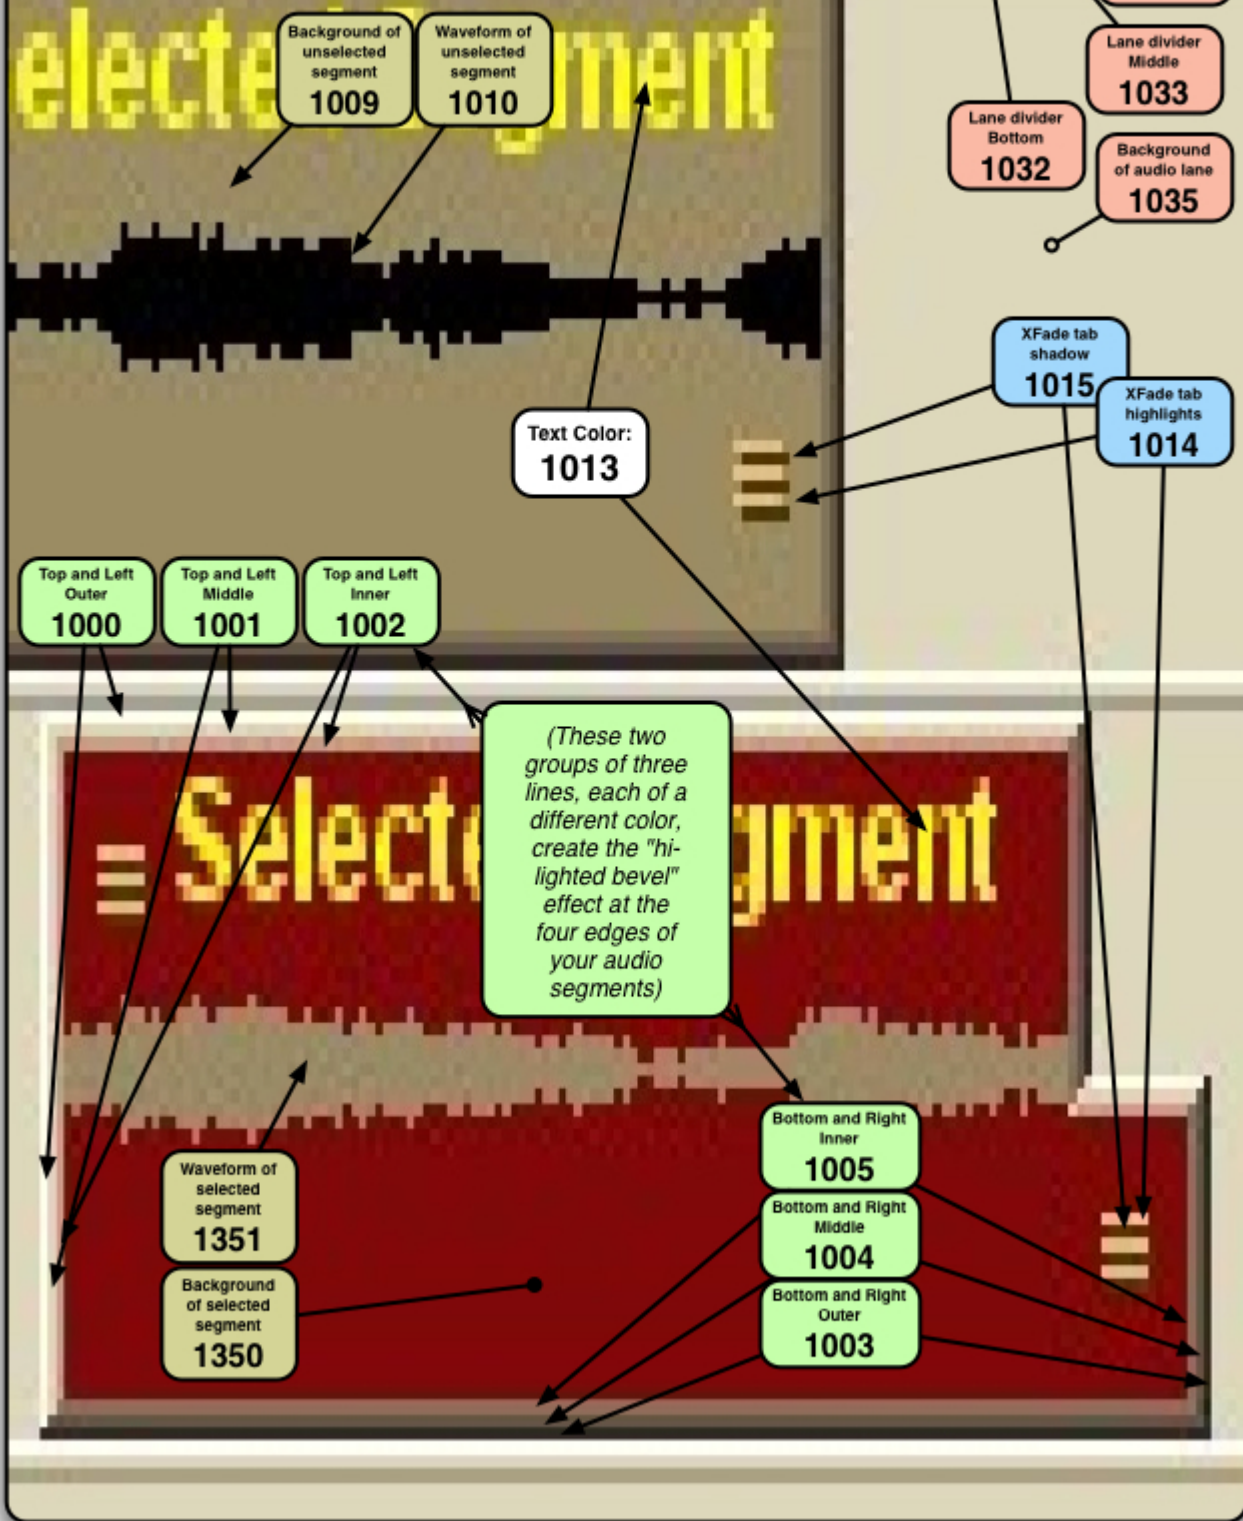 electe
gment
Background of
unselected
segment
1009
Waveform of
unselected
segment
1010
Lane divider
Middle
1033
Lane divider
Bottom
1032
Background
of audio lane
1035
XFade tab
shadow
1015
XFade tab
highlights
1014
Text Color:
1013
Top and Left
Outer
1000
Top and Left
Middle
1001
Top and Left
Inner
1002
(These two
groups of three
lines, each of a
different color,
create the "hi-
lighted bevel"
effect at the
four edges of
your audio
segments)
Selecte
gment
Bottom and Right
Inner
1005
Waveform of
selected
segment
1351
Bottom and Right
Middle
1004
Background
of selected
segment
1350
Bottom and Right
Outer
1003